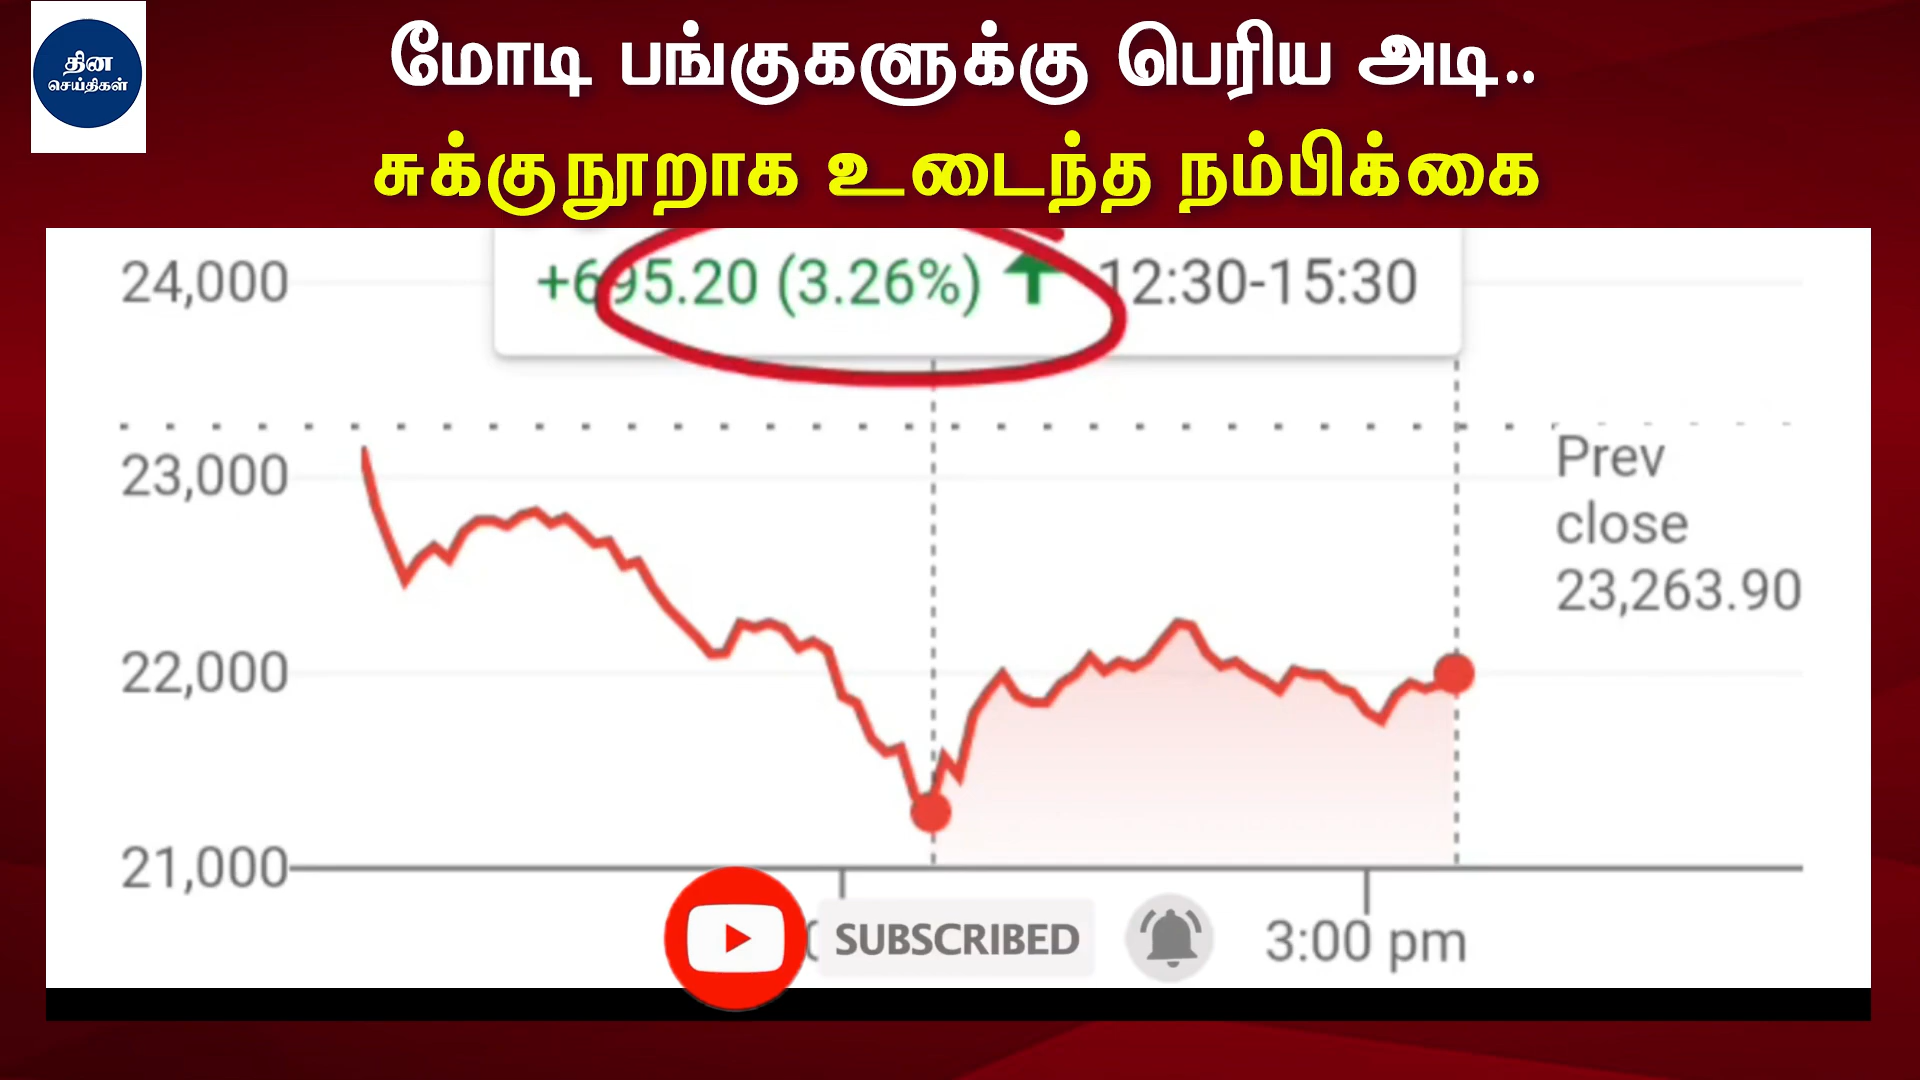 தின
செய்திகள்
மோடி பங்குகளுக்கு பெரிய அடி..
சுக்குநூறாக உடைந்த நம்பிக்கை
+695.20 (3.26%) 12:30-15:30
24,000
23,000
22,000
21,000
Prev
close
23,263.90
SUBSCRIBED
3:00 pm